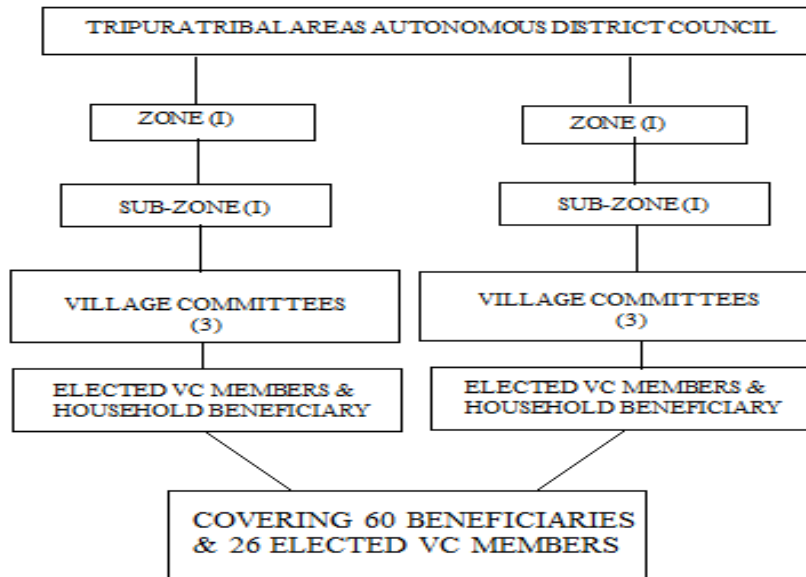 TRIPURA TRIBAL AREAS AUTONOMOUS DISTRICT COUNCIL
ZONE (I)
ZONE (I)
SUB-ZONE (I)
SUB-ZONE (I)
VILLAGE COMMITTEES
(3)
VILLAGE COMMITTEES
(3)
ELECTED VC MEMBERS &
HOUSEHOLD BENEFICIARY
ELECTED VC MEMBERS &
HOUSEHOLD BENEFICIARY
COVERING 60 BENEFICIARIES
& 26 ELECTED VC MEMBERS